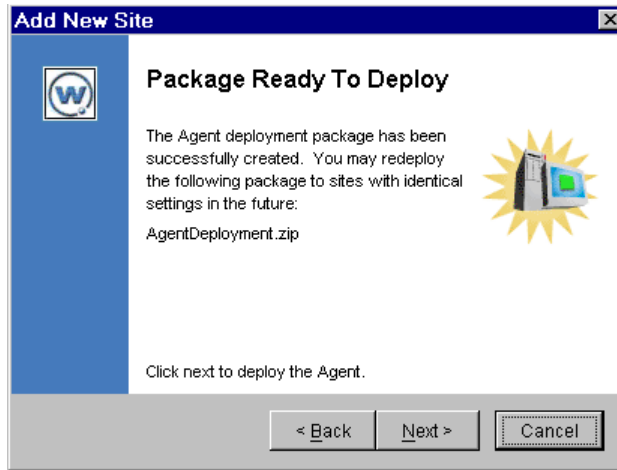 Add New Site
W
Package Ready To Deploy
The Agent deployment package has been
successfully created. You may redeploy
the following package to sites with identical
settings in the future:
AgentDeployment.zip
Click next to deploy the Agent.
< Back
Next >
Cancel